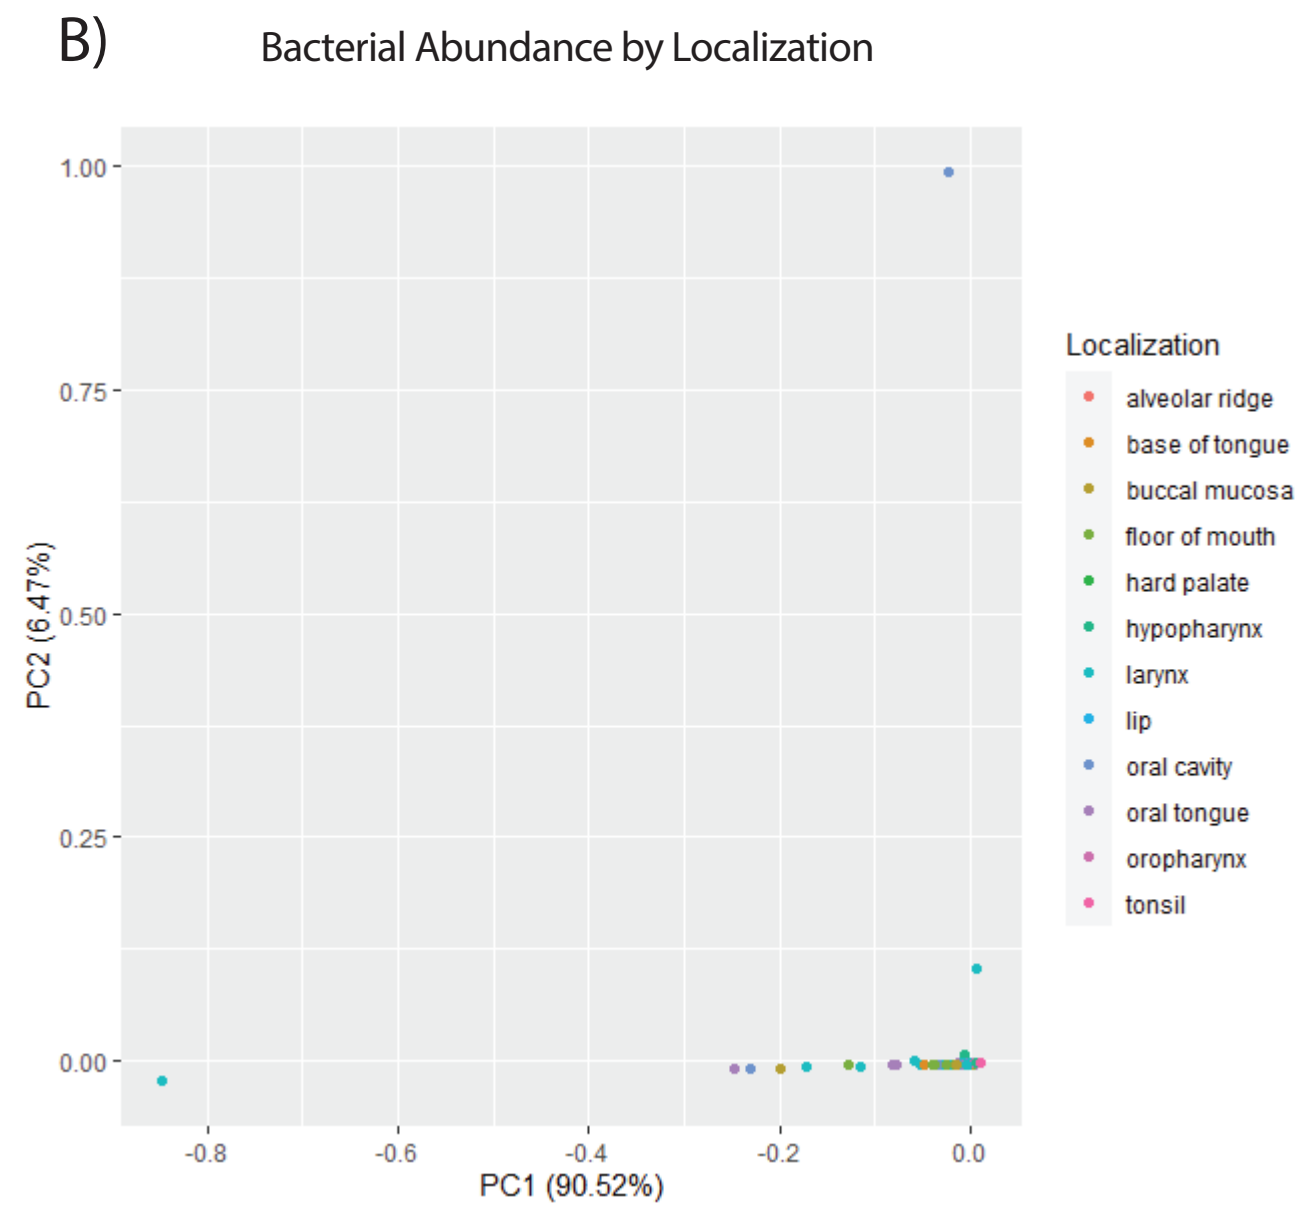 B)
Bacterial Abundance by Localization
1.00
0.75
0.50
0.25
0.00
PC2 (6.47%)
-0.8
-0.6
-0.4
-0.2
0.0
PC1 (90.52%)
Localization
alveolar ridge
base of tongue
buccal mucosa
floor of mouth
hard palate
hypopharynx
larynx
lip
oral cavity
oral tongue
oropharynx
tonsil